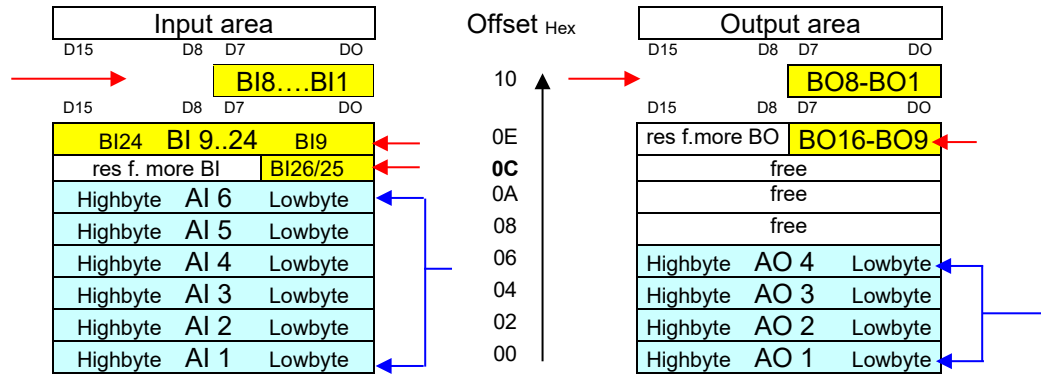 Input area Offset Hex Output area
D15 D8 D7 DO D15 D8 D7 DO
BI8….BI1 10 BO8-BO1
D15 D8 D7 DO D15 D8 D7 DO
BI24 BI 9..24 BI9 0E res f.more BO BO16-BO9
res f. more BI BI26/25 0C free
Highbyte AI 6 Lowbyte 0A free
Highbyte AI 5 Lowbyte 08 free
Highbyte AI 4 Lowbyte 06 Highbyte AO 4 Lowbyte
Highbyte AI 3 Lowbyte 04 Highbyte AO 3 Lowbyte
Highbyte AI 2 Lowbyte 02 Highbyte AO 2 Lowbyte
Highbyte AI 1 Lowbyte 00 Highbyte AO 1 Lowbyte